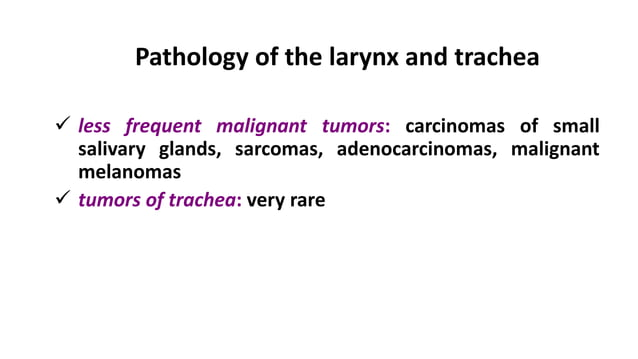 Pathology of the larynx and trachea
✓ less frequent malignant tumors: carcinomas of small
salivary glands, sarcomas, adenocarcinomas, malignant
melanomas
✓ tumors of trachea: very rare